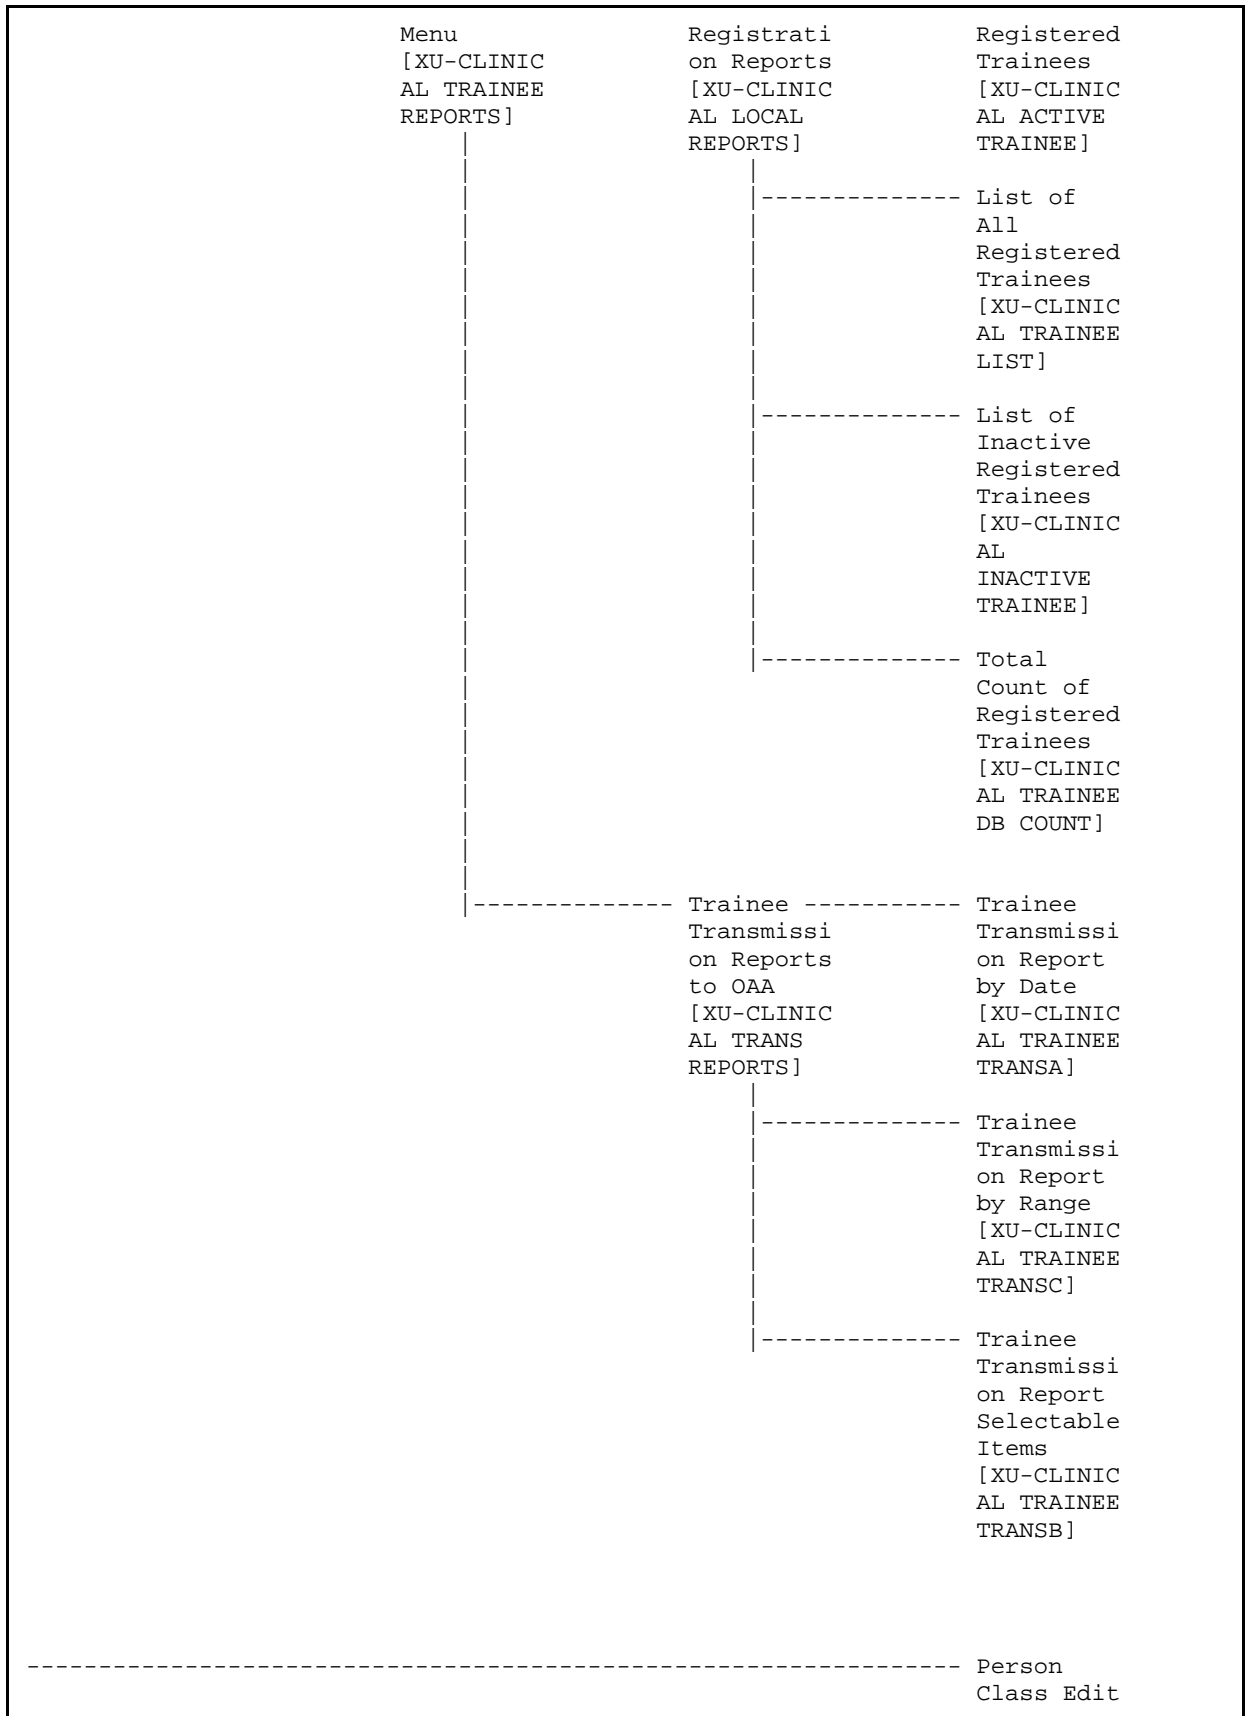 Menu Registrati Registered
[XU-CLINIC on Reports Trainees
AL TRAINEE [XU-CLINIC [XU-CLINIC
REPORTS] AL LOCAL AL ACTIVE
REPORTS] TRAINEE]
List of
All
Registered
Trainees
[XU-CLINIC
AL TRAINEE
LIST]
List of
Inactive
Registered
Trainees
[XU-CLINIC
AL
INACTIVE
TRAINEE]
Total
Count of
Registered
Trainees
[XU-CLINIC
AL TRAINEE
DB COUNT]
Trainee Trainee
Transmissi Transmissi
on Reports on Report
to OAA by Date
[XU-CLINIC [XU-CLINIC
AL TRANS AL TRAINEE
REPORTS] TRANSA]
Trainee
Transmissi
on Report
by Range
[XU-CLINIC
AL TRAINEE
TRANSC]
Trainee
Transmissi
on Report
Selectable
Items
[XU-CLINIC
AL TRAINEE
TRANSB]
Person
Class Edit